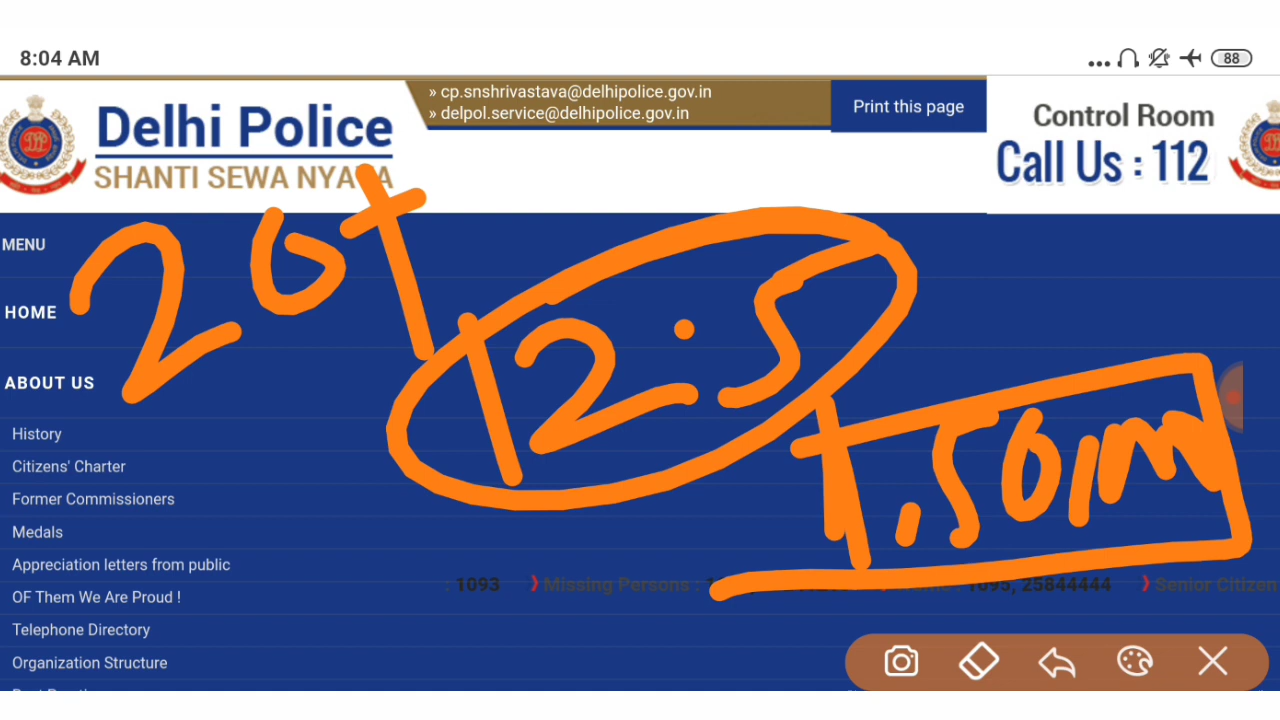 8:04 AM
88
Delhi Police
SHANTI SEWA NYAYA
» cp.snshrivastava@delhipolice.gov.in
» delpol.service@delhipolice.gov.in
Print this page
Control Room
Call Us : 112
MENU
HOME
ABOUT US
History
Citizens' Charter
Former Commissioners
Medals
Appreciation letters from public
OF Them We Are Proud !
Telephone Directory
Organization Structure
20+
12.5
: 1093 Missing Persons : 1095, 25844444 Senior Citizen